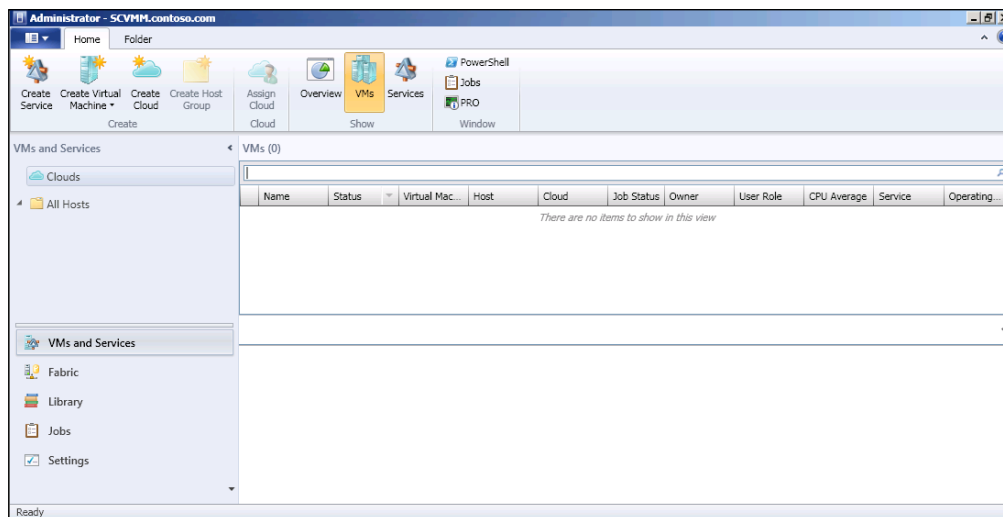 Administrator - SCVMM.contoso.com
Home Folder
Create Service
Create Virtual Machine
Create Cloud
Create Host Group
Assign Cloud
Overview
VMs
Services
PowerShell
Jobs
PRO
Create Cloud Show Window
VMs and Services
VMs (0)
Clouds
All Hosts
Name Status Virtual Mac... Host Cloud Job Status Owner User Role CPU Average Service Operating...
There are no items to show in this view
VMs and Services
Fabric
Library
Jobs
Settings
Ready